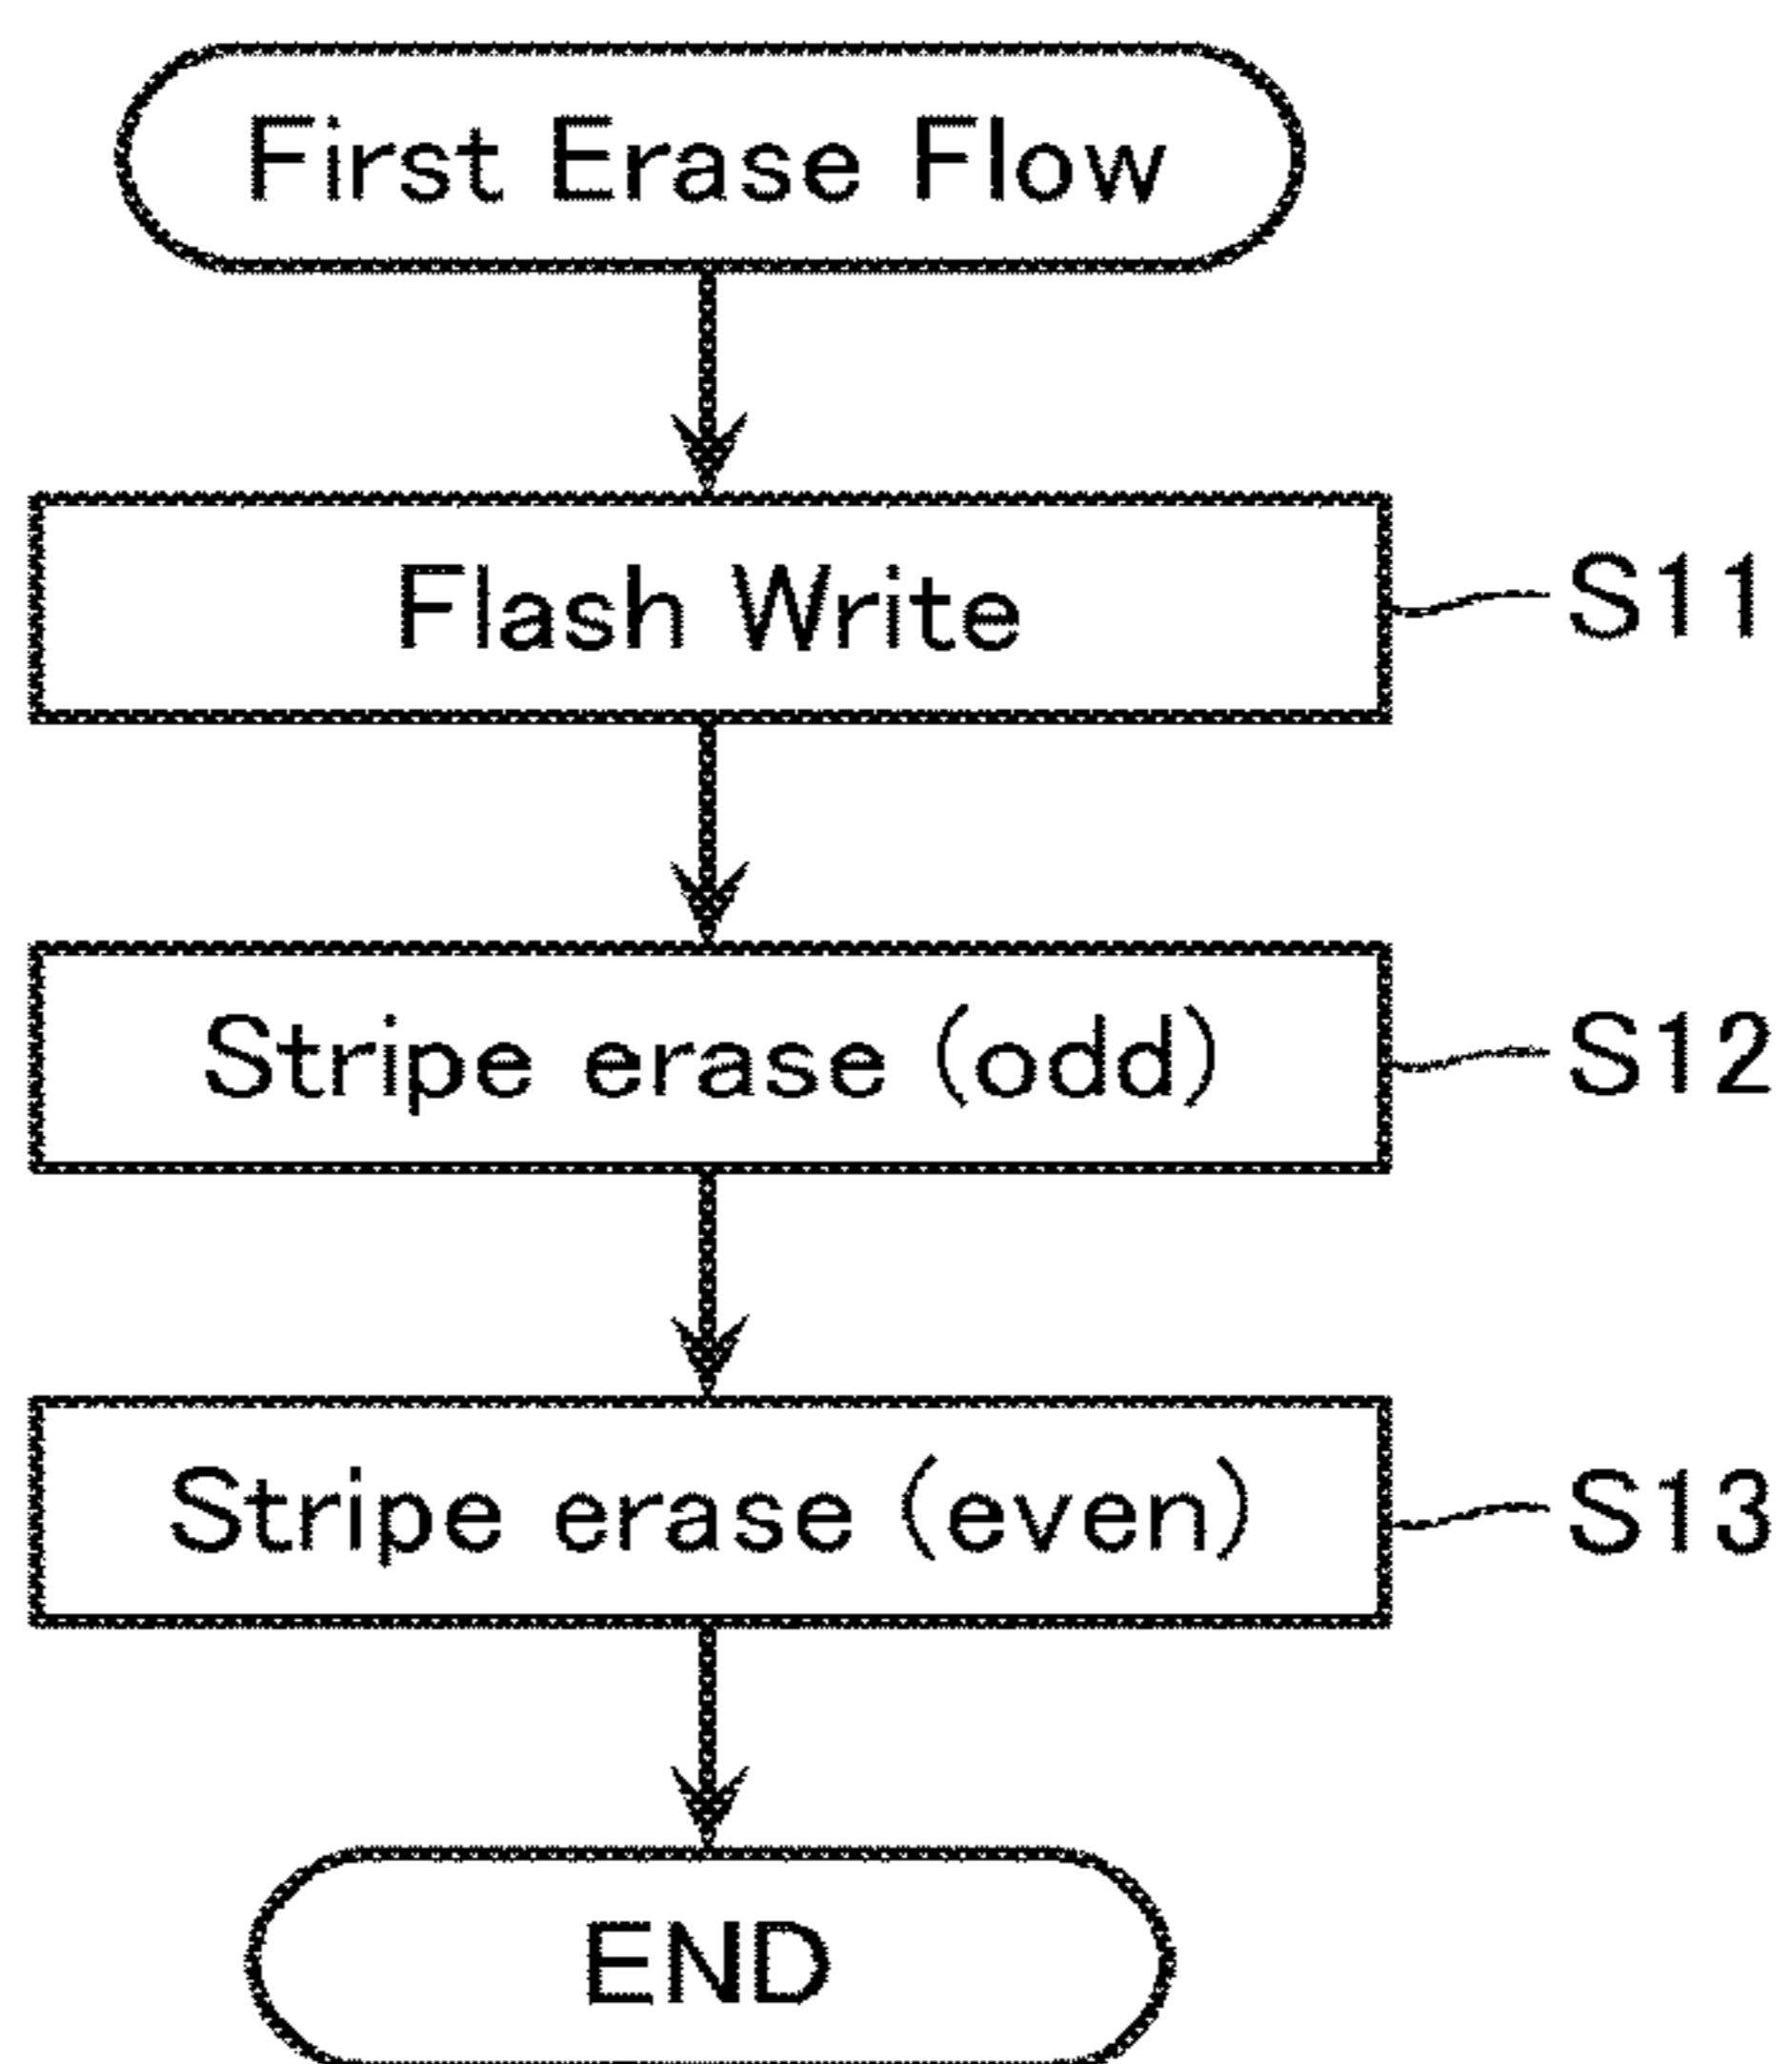 First Erase Flow
Flash Write
S11
Stripe erase (odd)
S12
Stripe erase (even)
S13
END